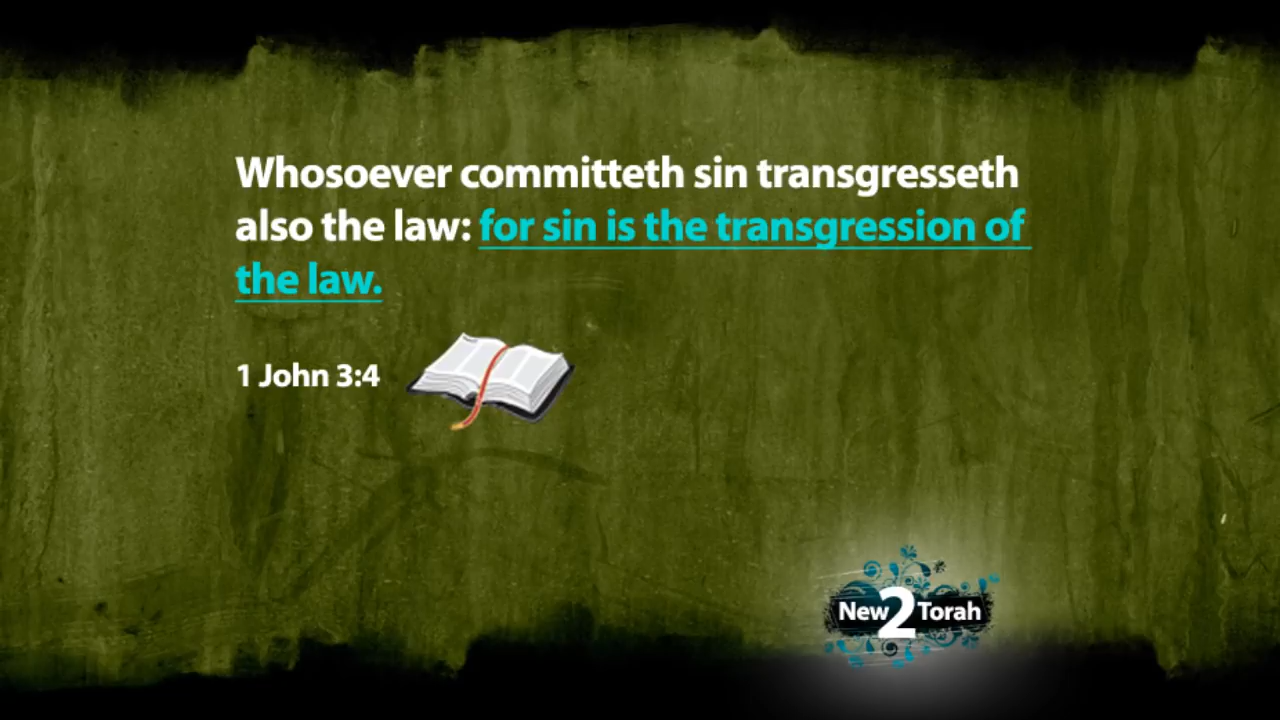 Whosoever committeth sin transgresseth
also the law: for sin is the transgression of
the law.
1 John 3:4
New2Torah